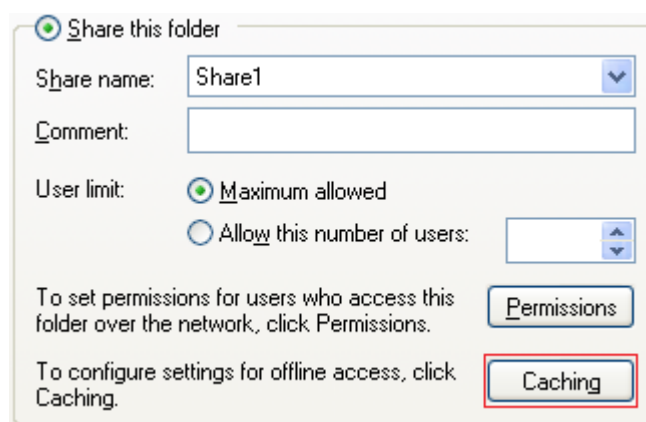 Share this folder
Share name: Share1
Comment:
User limit: Maximum allowed
Allow this number of users:
To set permissions for users who access this
folder over the network, click Permissions. Permissions
To configure settings for offline access, click
Caching. Caching